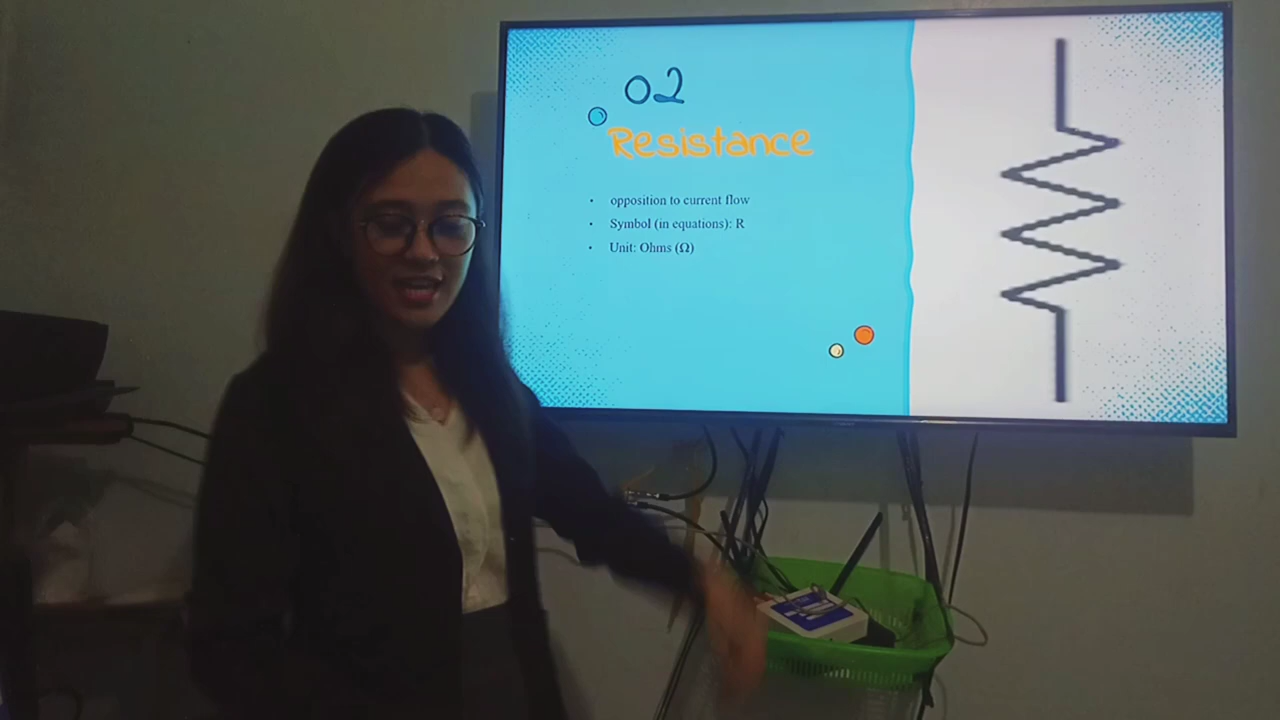 02
Resistance
• opposition to current flow
• Symbol (in equations): R
• Unit: Ohms (Ω)